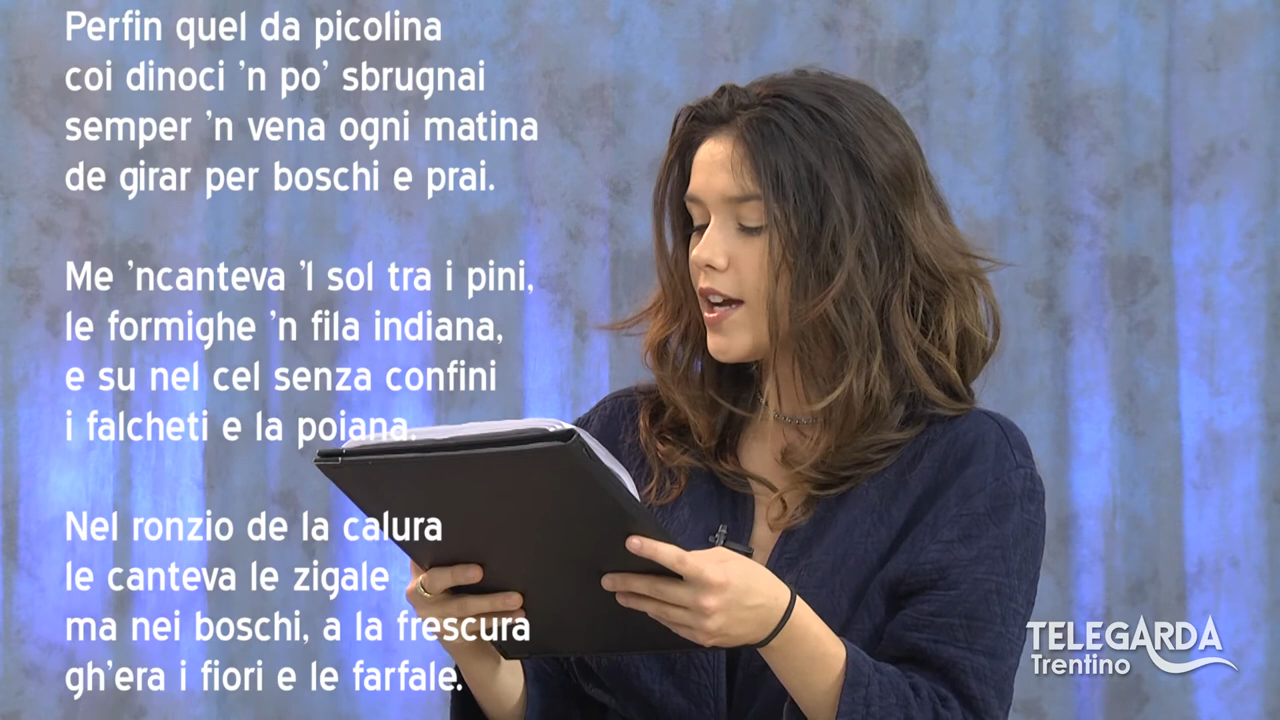 Perfin quel da picolina
coi dinoci 'n po' sbrugnai
semper 'n vena ogni matina
de girar per boschi e prai.
Me 'ncanteva 'l sol tra i pini,
le formighe 'n fila indiana,
e su nel cel senza confini
i falcheti e la poiana.
Nel ronzio de la calura
le canteva le zigale
ma nei boschi, a la frescura
gh'era i fiori e le farfale.
TELEGARDA
Trentino